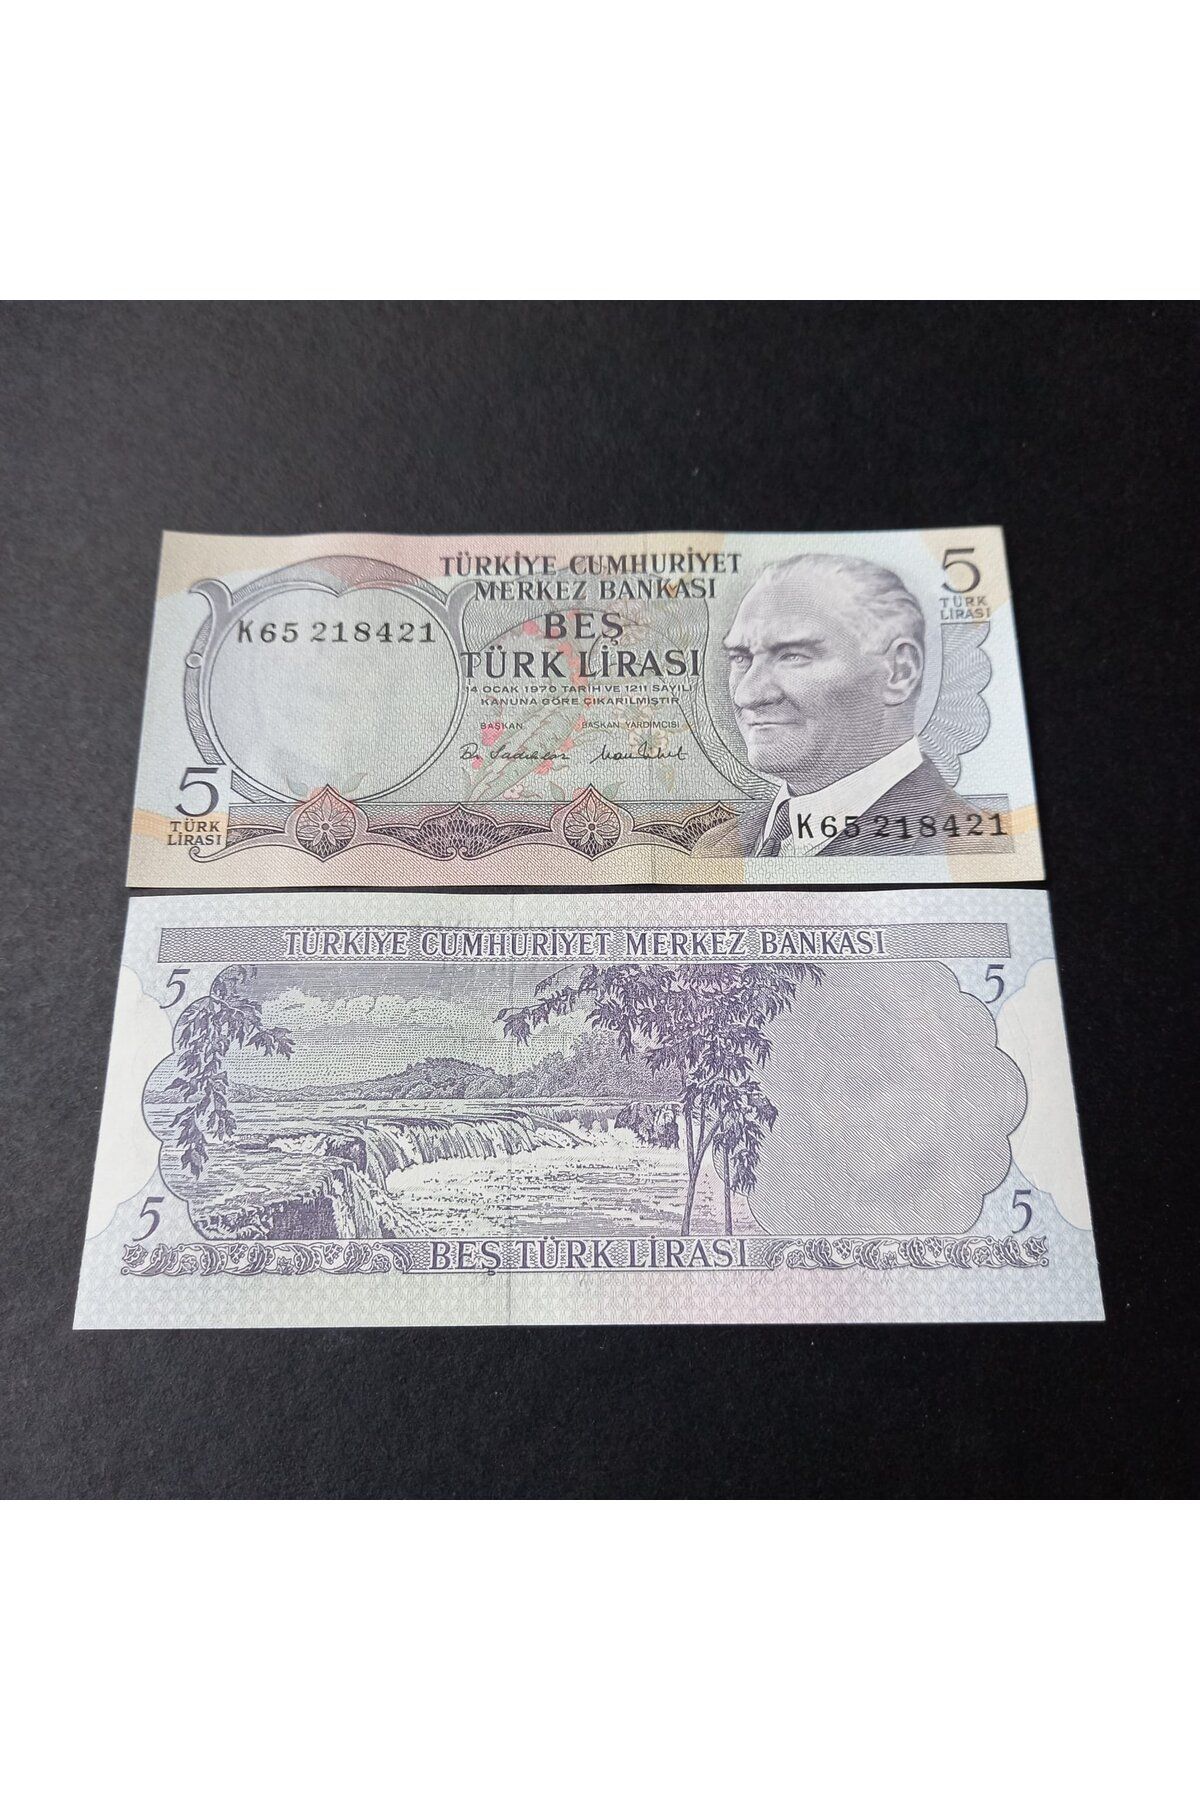 TÜRKİYE CUMHURİYET
MERKEZ BANKASI
5
TÜRK
LİRASI
K65 218421
BEŞ
TÜRK LİRASI
14 OCAK 1970 TARİH VE 1211 SAYILI
KANUNA GÖRE ÇIKARILMIŞTIR
BAŞKAN BAŞKAN YARDIMCISI
5
TÜRK
LİRASI
K65 218421
TÜRKİYE CUMHURİYET MERKEZ BANKASI
5 5
5 5
BEŞ TÜRK LİRASI